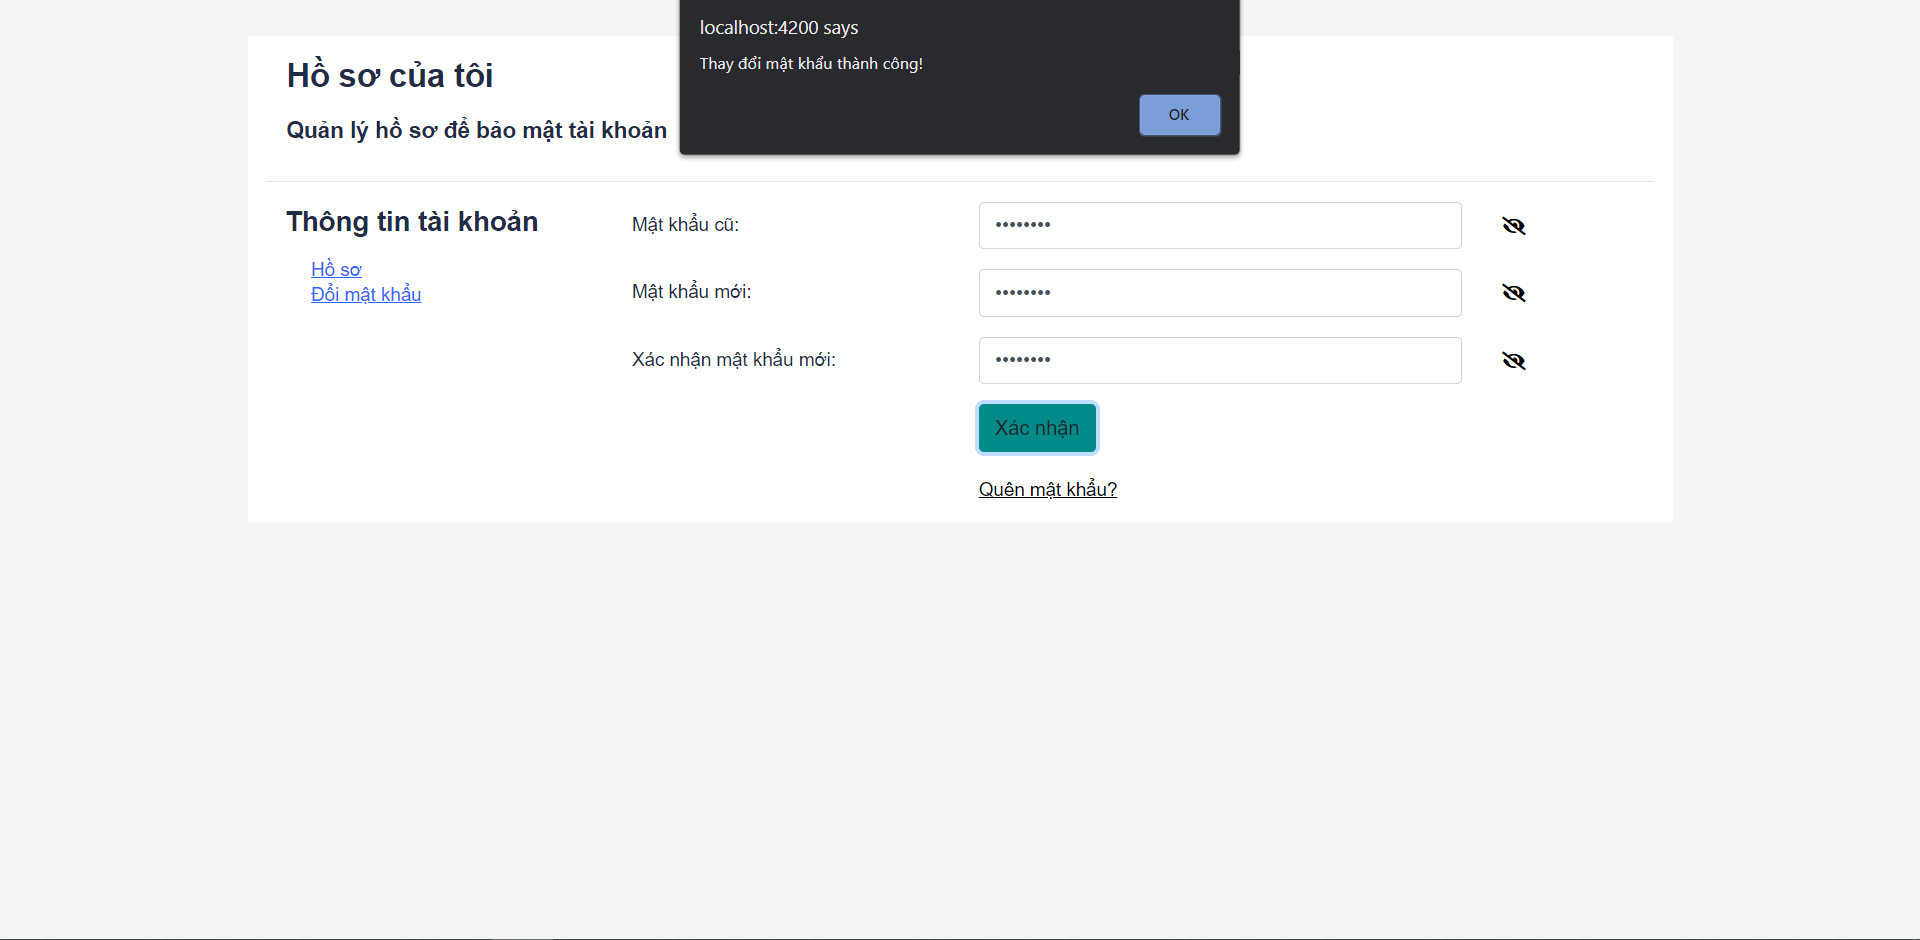 localhost:4200 says
Thay đổi mật khẩu thành công!
OK
Hồ sơ của tôi
Quản lý hồ sơ để bảo mật tài khoản
Thông tin tài khoản
Hồ sơ
Đổi mật khẩu
Mật khẩu cũ:
••••••••
Mật khẩu mới:
••••••••
Xác nhận mật khẩu mới:
••••••••
Xác nhận
Quên mật khẩu?